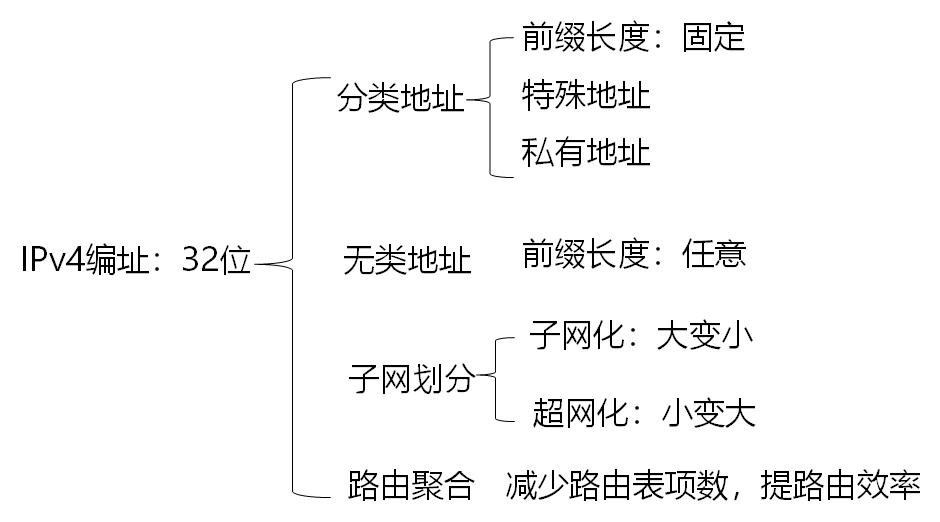 IPv4编址：32位
分类地址
前缀长度：固定
特殊地址
私有地址
无类地址
前缀长度：任意
子网划分
子网化：大变小
超网化：小变大
路由聚合
减少路由表项数，提路由效率